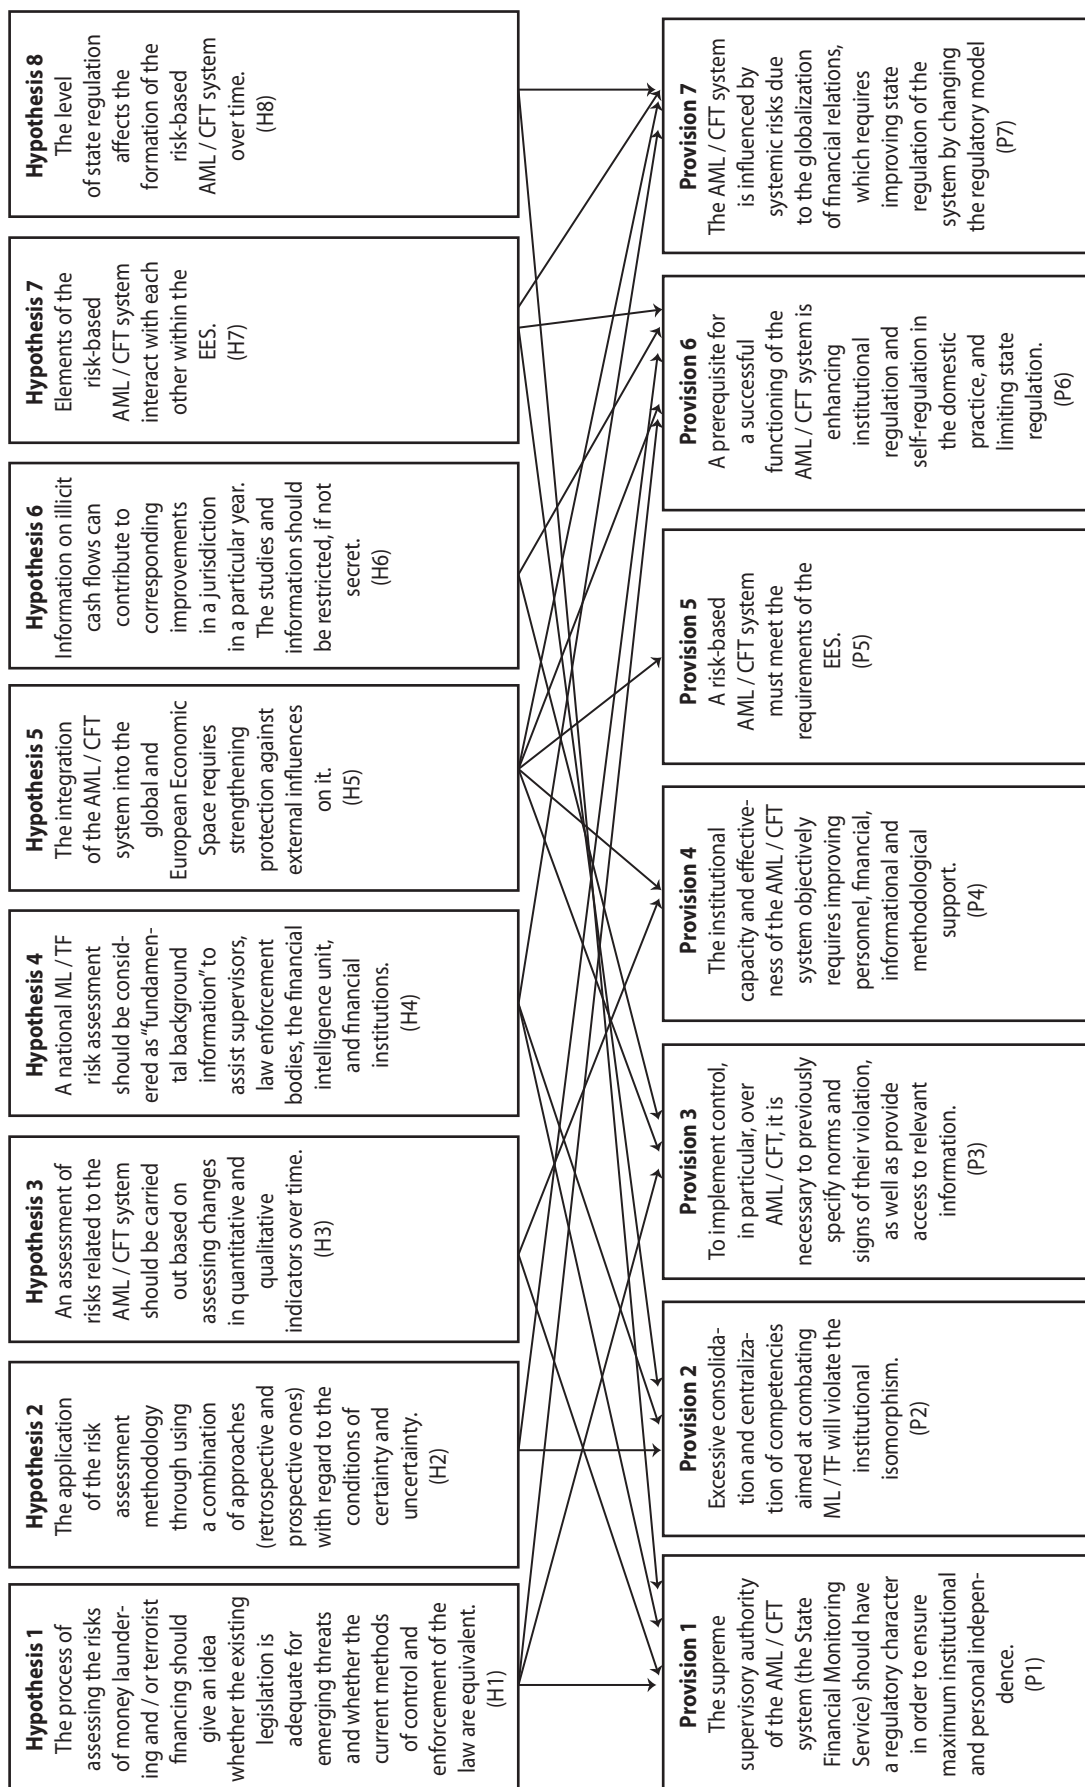 Hypothesis 1
The process of
assessing the risks
of money launder-
ing and / or terrorist
financing should
give an idea
whether the existing
legislation is
adequate for
emerging threats
and whether the
current methods
of control and
enforcement of the
law are equivalent.
(H1)
Hypothesis 2
The application
of the risk
assessment
methodology
through using
a combination
of approaches
(retrospective and
prospective ones)
with regard to the
conditions of
certainty and
uncertainty.
(H2)
Hypothesis 3
An assessment of
risks related to the
AML / CFT system
should be carried
out based on
assessing changes
in quantitative and
qualitative
indicators over time.
(H3)
Hypothesis 4
A national ML / TF
risk assessment
should be consid-
ered as "fundamen-
tal background
information" to
assist supervisors,
law enforcement
bodies, the financial
intelligence unit,
and financial
institutions.
(H4)
Hypothesis 5
The integration
of the AML / CFT
system into the
global and
European Economic
Space requires
strengthening
protection against
external influences
on it.
(H5)
Hypothesis 6
Information on illicit
cash flows can
contribute to
corresponding
improvements
in a jurisdiction
in a particular year.
The studies and
information should
be restricted, if not
secret.
(H6)
Hypothesis 7
Elements of the
risk-based
AML / CFT system
interact with each
other within the
EES.
(H7)
Hypothesis 8
The level
of state regulation
affects the
formation of the
risk-based
AML / CFT system
over time.
(H8)
Provision 1
The supreme
supervisory authority
of the AML / CFT
system (the State
Financial Monitoring
Service) should have
a regulatory character
in order to ensure
maximum institutional
and personal indepen-
dence.
(P1)
Provision 2
Excessive consolida-
tion and centraliza-
tion of competencies
aimed at combating
ML / TF will violate the
institutional
isomorphism.
(P2)
Provision 3
To implement control,
in particular, over
AML / CFT, it is
necessary to previously
specify norms and
signs of their violation,
as well as provide
access to relevant
information.
(P3)
Provision 4
The institutional
capacity and effective-
ness of the AML / CFT
system objectively
requires improving
personnel, financial,
informational and
methodological
support.
(P4)
Provision 5
A risk-based
AML / CFT system
must meet the
requirements of the
EES.
(P5)
Provision 6
A prerequisite for
a successful
functioning of the
AML / CFT system is
enhancing
institutional
regulation and
self-regulation in
the domestic
practice, and
limiting state
regulation.
(P6)
Provision 7
The AML / CFT system
is influenced by
systemic risks due
to the globalization
of financial relations,
which requires
improving state
regulation of the
system by changing
the regulatory model
(P7)